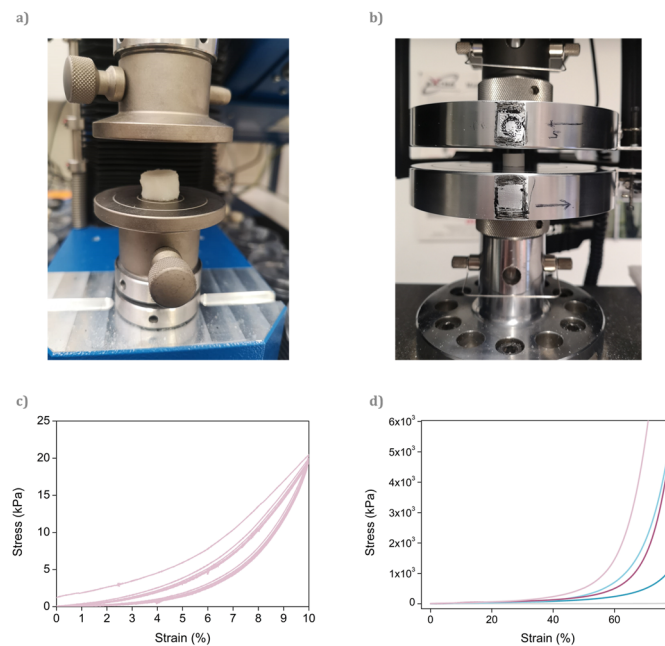 a)
b)
c)
d)
25
20
15
10
5
0
Stress (kPa)
0 1 2 3 4 5 6 7 8 9 10
Strain (%)
6x10³
5x10³
4x10³
3x10³
2x10³
1x10³
0
Stress (kPa)
0 20 40 60
Strain (%)